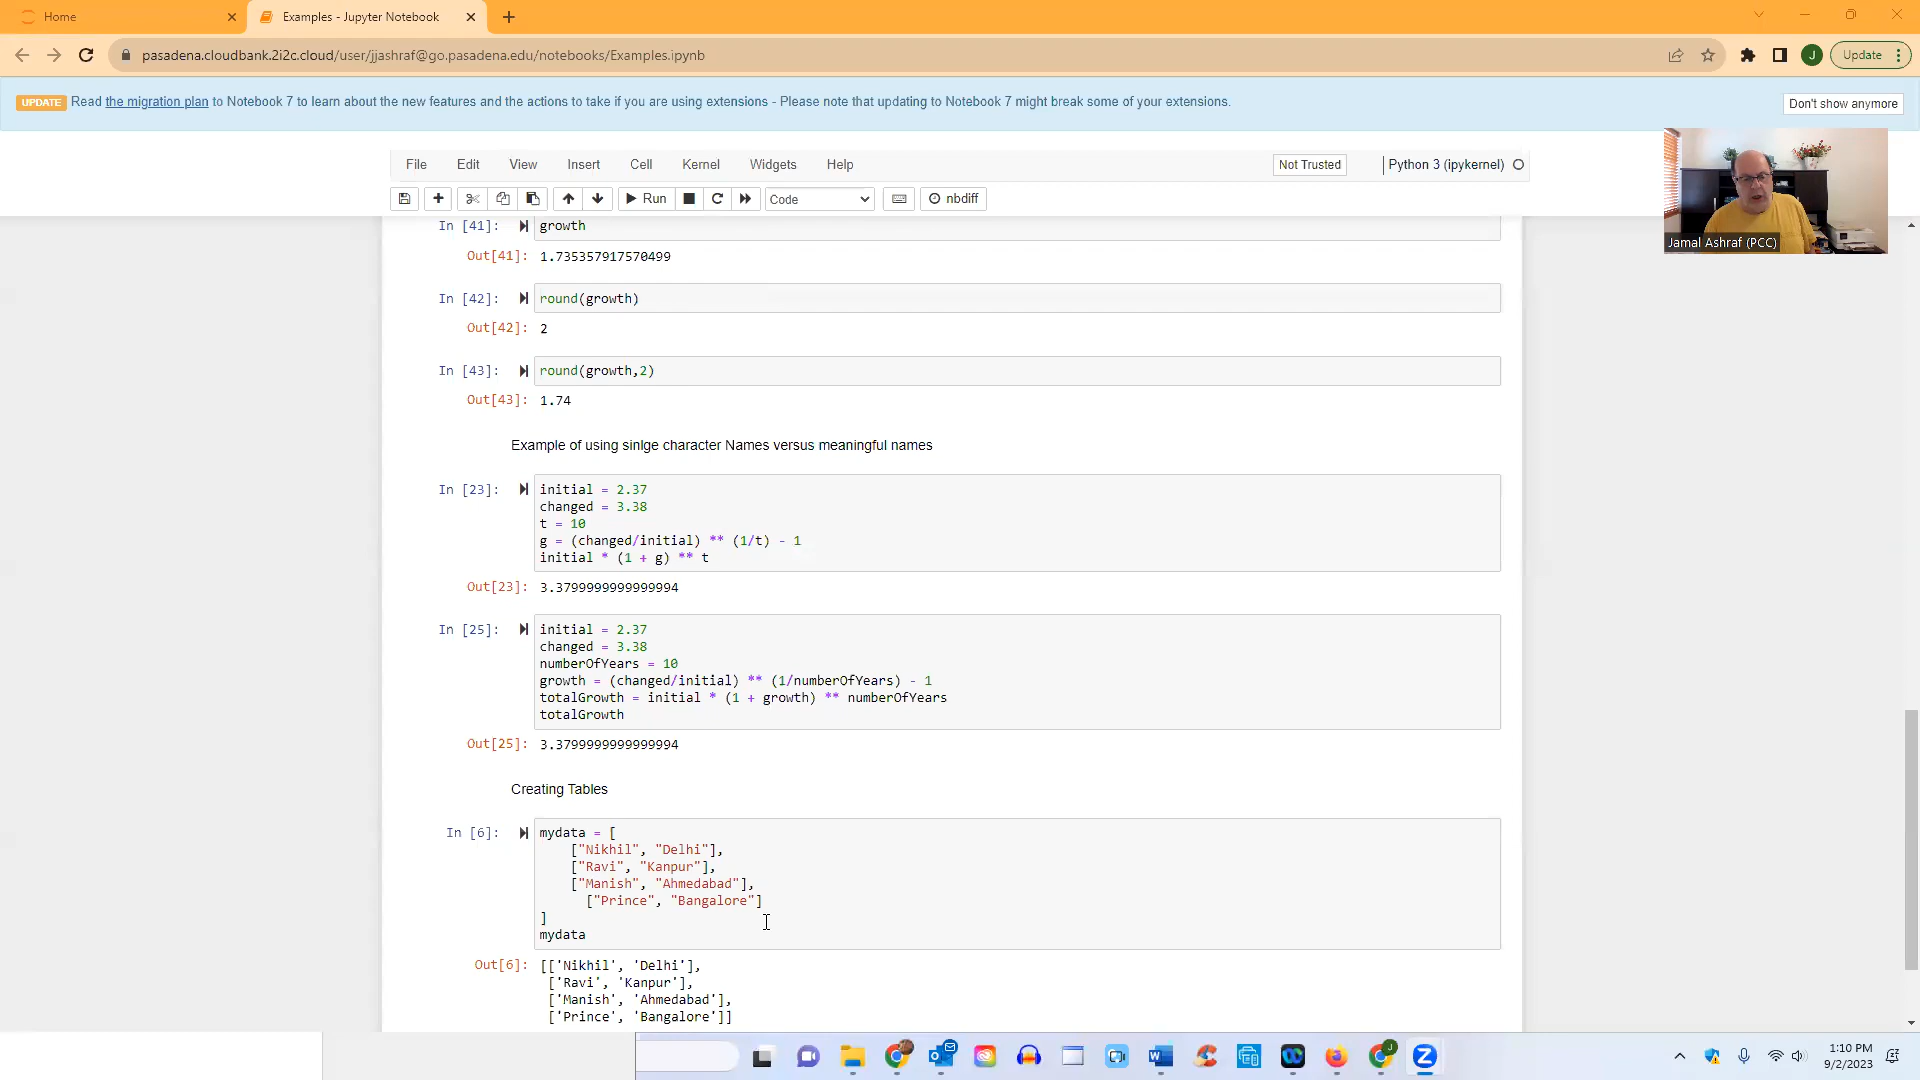 Home
Examples - Jupyter Notebook
pasadena.cloudbank.2i2c.cloud/user/jjashraf@go.pasadena.edu/notebooks/Examples.ipynb
J
Update
UPDATE Read the migration plan to Notebook 7 to learn about the new features and the actions to take if you are using extensions - Please note that updating to Notebook 7 might break some of your extensions.
Don't show anymore
File Edit View Insert Cell Kernel Widgets Help
Not Trusted
Python 3 (ipykernel)
Run
Code
nbdiff
Jamal Ashraf (PCC)
In [41]: growth
Out[41]: 1.735357917570499
In [42]: round(growth)
Out[42]: 2
In [43]: round(growth,2)
Out[43]: 1.74
Example of using sinlge character Names versus meaningful names
In [23]: initial = 2.37
changed = 3.38
t = 10
g = (changed/initial) ** (1/t) - 1
initial * (1 + g) ** t
Out[23]: 3.3799999999999994
In [25]: initial = 2.37
changed = 3.38
numberOfYears = 10
growth = (changed/initial) ** (1/numberOfYears) - 1
totalGrowth = initial * (1 + growth) ** numberOfYears
totalGrowth
Out[25]: 3.3799999999999994
Creating Tables
In [6]: mydata = [
["Nikhil", "Delhi"],
["Ravi", "Kanpur"],
["Manish", "Ahmedabad"],
["Prince", "Bangalore"]
]
mydata
Out[6]: [['Nikhil', 'Delhi'],
['Ravi', 'Kanpur'],
['Manish', 'Ahmedabad'],
['Prince', 'Bangalore']]
1:10 PM
9/2/2023